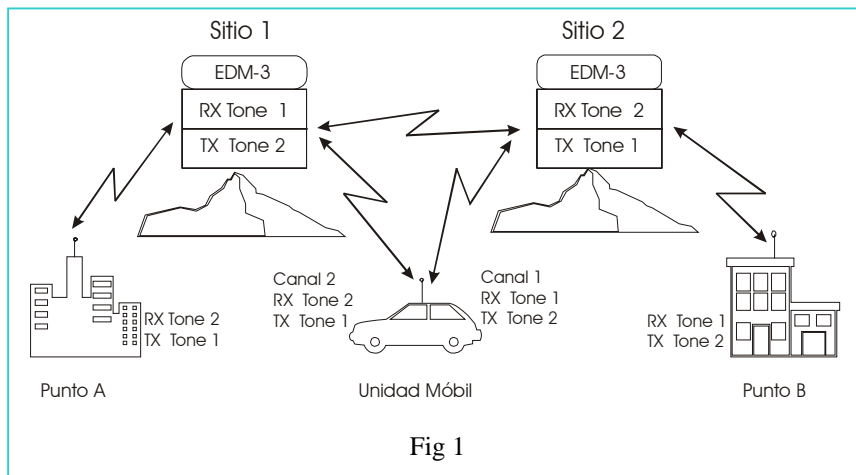 Sitio 1
EDM-3
RX Tone 1
TX Tone 2
Sitio 2
EDM-3
RX Tone 2
TX Tone 1
RX Tone 2
TX Tone 1
Punto A
Canal 2
RX Tone 2
TX Tone 1
Canal 1
RX Tone 1
TX Tone 2
Unidad Móbil
RX Tone 1
TX Tone 2
Punto B
Fig 1